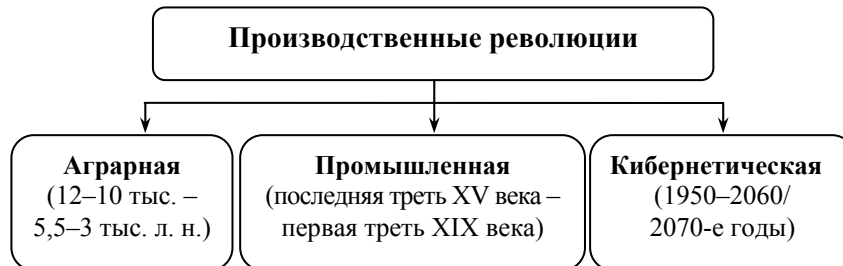 Производственные революции
Аграрная
(12–10 тыс. –
5,5–3 тыс. л. н.)
Промышленная
(последняя треть XV века –
первая треть XIX века)
Кибернетическая
(1950–2060/
2070-е годы)